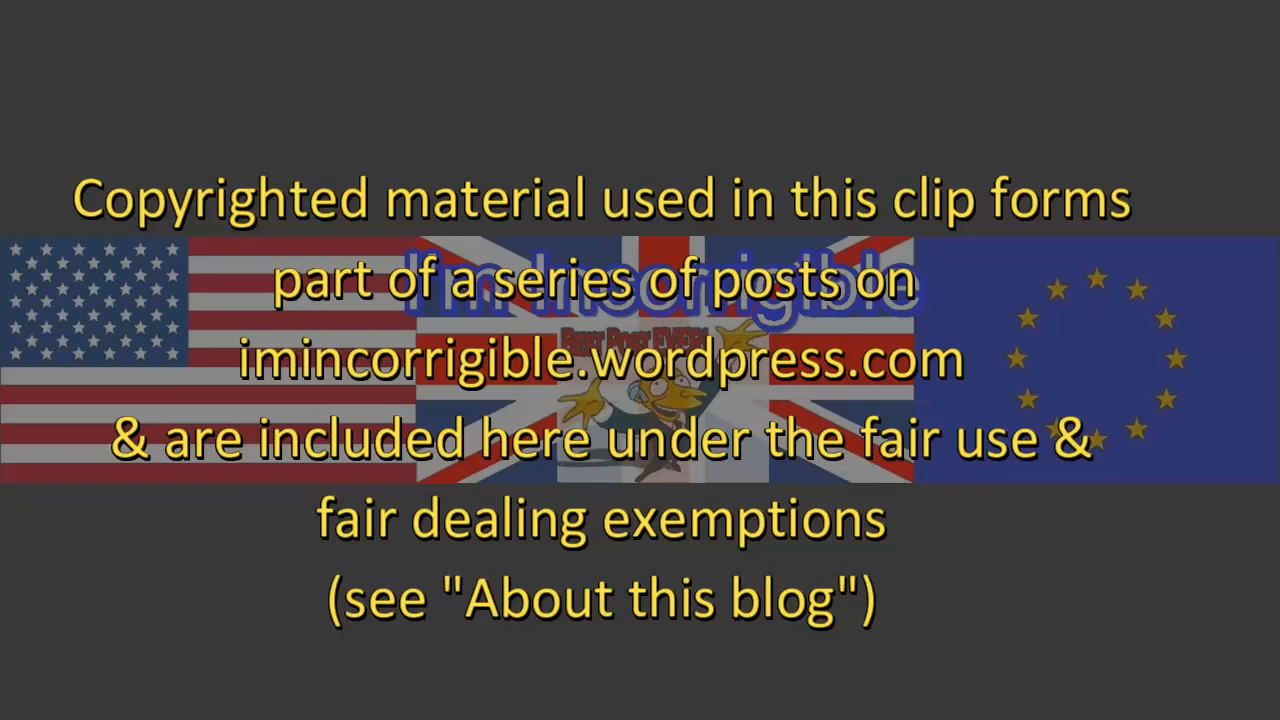 Copyrighted material used in this clip forms
part of a series of posts on
I'm Incorrigible
imincorrigible.wordpress.com
& are included here under the fair use &
fair dealing exemptions
(see "About this blog")